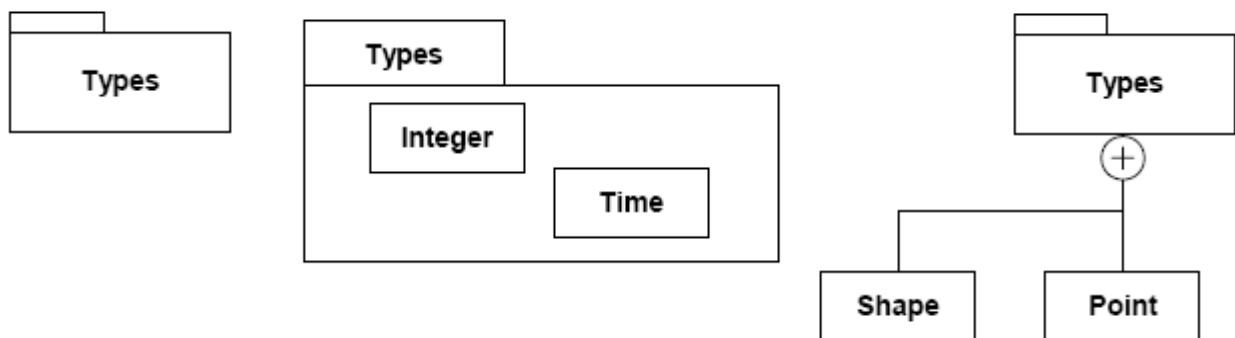 Types
Types
Integer
Time
Types
Shape
Point